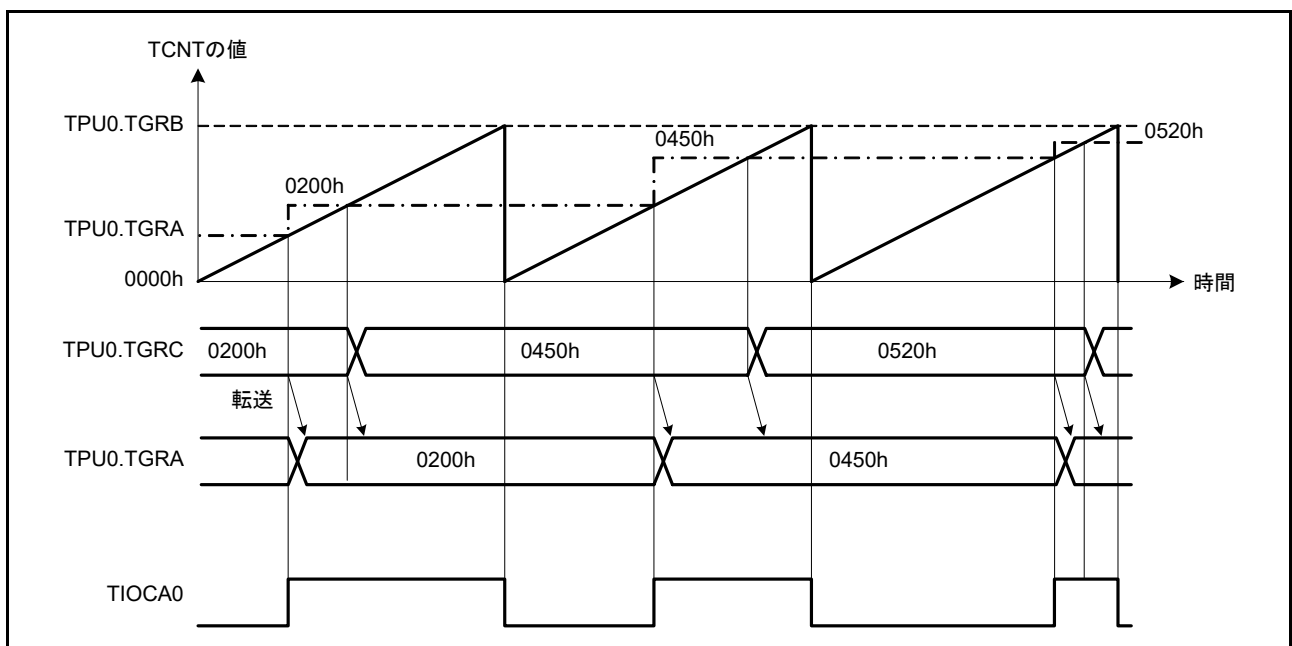 TCNTの値
TPU0.TGRB
0450h
0520h
0200h
TPU0.TGRA
0000h
時間
TPU0.TGRC
0200h
0450h
0520h
転送
TPU0.TGRA
0200h
0450h
TIOCA0